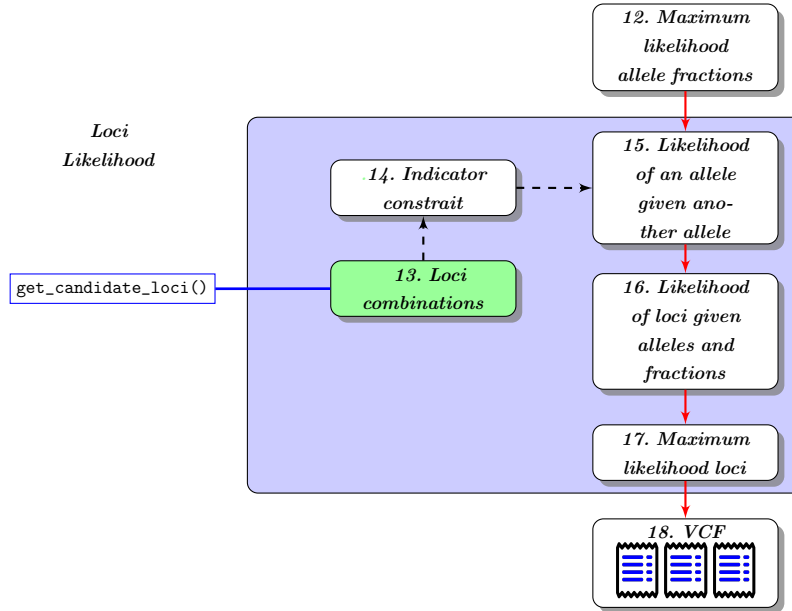 12. Maximum
likelihood
allele fractions
Loci
Likelihood
15. Likelihood
of an allele
given ano-
ther allele
14. Indicator
constrait
13. Loci
combinations
get_candidate_loci()
16. Likelihood
of loci given
alleles and
fractions
17. Maximum
likelihood loci
18. VCF